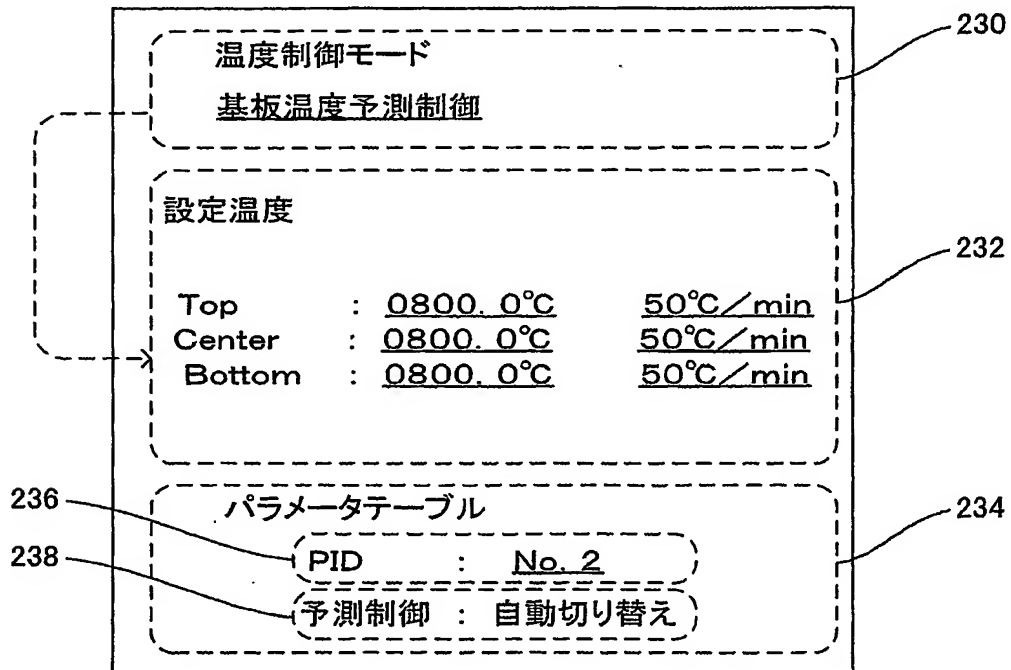 230
温度制御モード
基板温度予測制御
設定温度
232
Top : 0800. 0℃ 50℃/min
Center : 0800. 0℃ 50℃/min
Bottom : 0800. 0℃ 50℃/min
236
パラメータテーブル
234
PID : No. 2
238
予測制御 : 自動切り替え